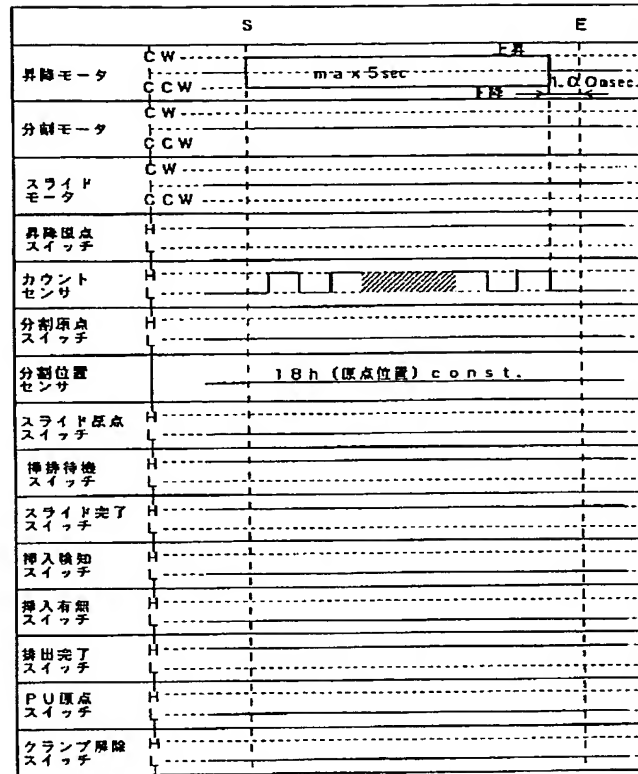 S E
昇降モータ CW 上昇
max5sec
CCW 下降 100msec.
分割モータ CW
CCW
スライド
モータ
CW
CCW
昇降原点
スイッチ
H
L
カウント
センサ
H
L
分割原点
スイッチ
H
L
分割位置
センサ
18h (原点位置) const.
スライド原点
スイッチ
H
L
挿排待機
スイッチ
H
L
スライド完了
スイッチ
H
L
挿入検知
スイッチ
H
L
挿入有無
スイッチ
H
L
排出完了
スイッチ
H
L
PU原点
スイッチ
H
L
クランプ解除
スイッチ
H
L